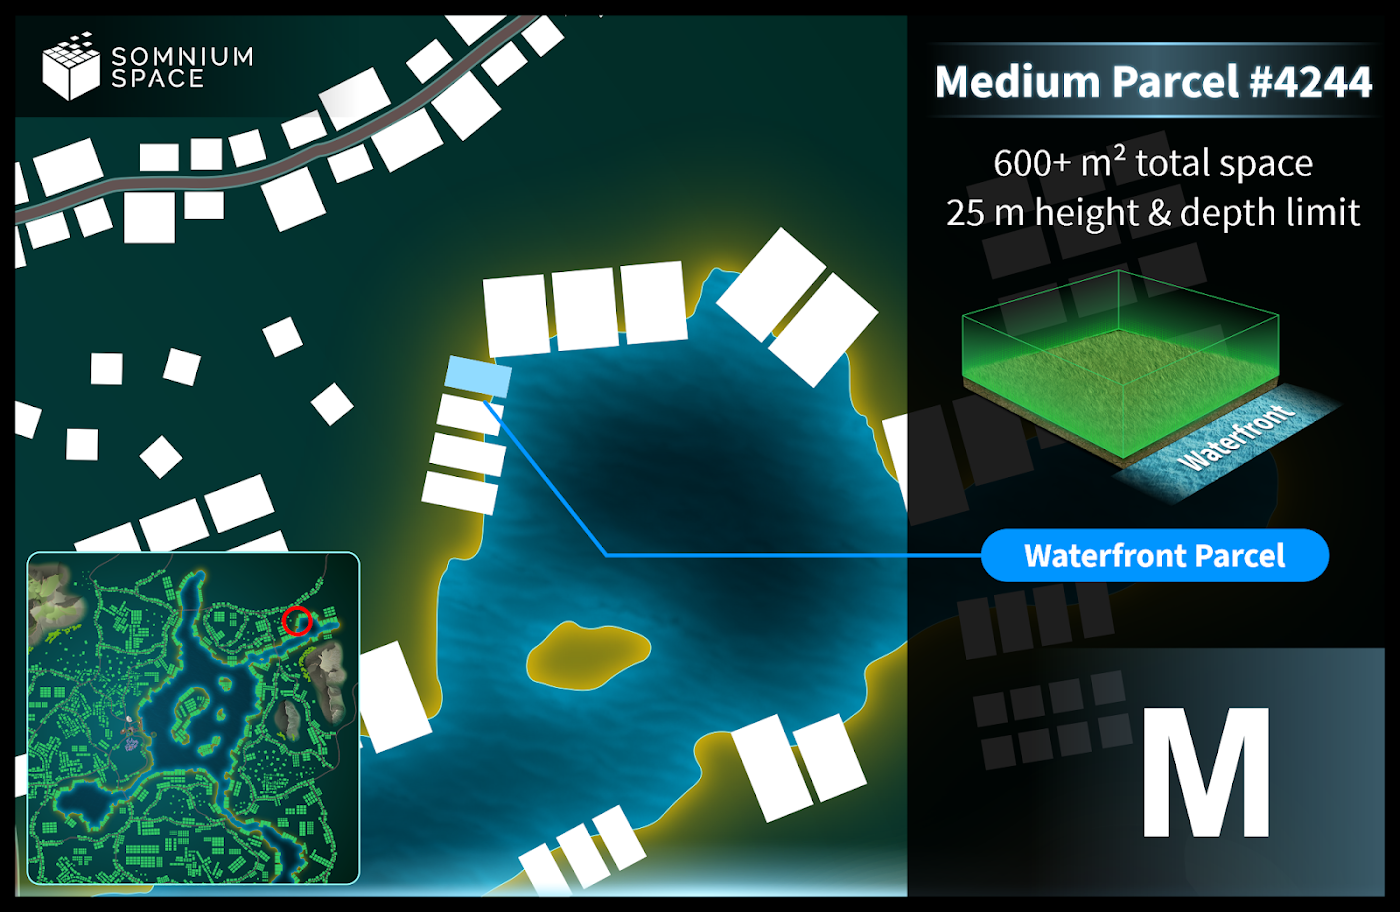 SOMNIUM
SPACE
Medium Parcel #4244
600+ m² total space
25 m height & depth limit
Waterfront
Waterfront Parcel
M